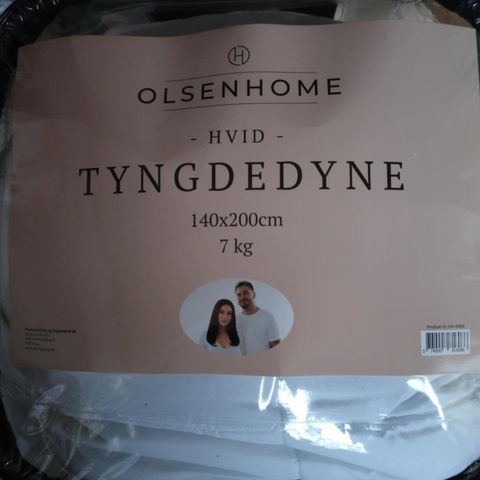 H
OLSENHOME
- HVID -
TYNGDEDYNE
140x200cm
7 kg